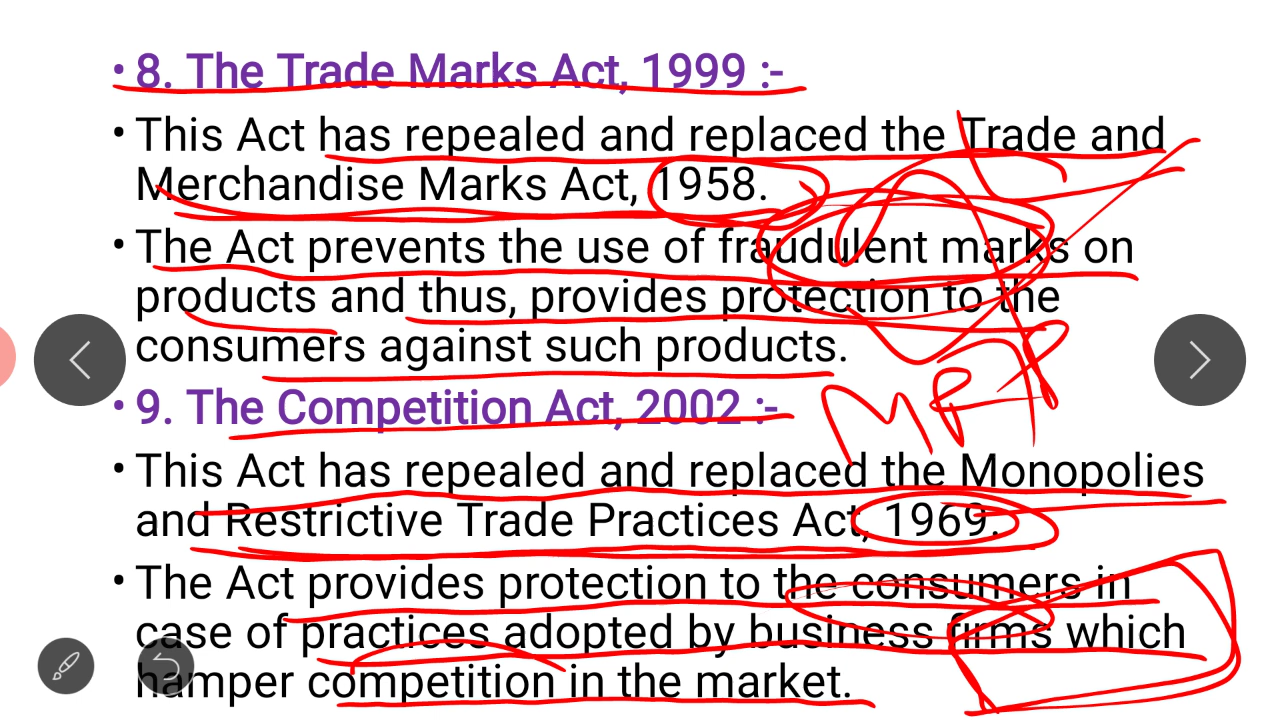 • 8. The Trade Marks Act, 1999 :-
• This Act has repealed and replaced the Trade and
Merchandise Marks Act, 1958.
• The Act prevents the use of fraudulent marks on
products and thus, provides protection to the
consumers against such products.
• 9. The Competition Act, 2002 :-
• This Act has repealed and replaced the Monopolies
and Restrictive Trade Practices Act, 1969.
• The Act provides protection to the consumers in
case of practices adopted by business firms which
hamper competition in the market.